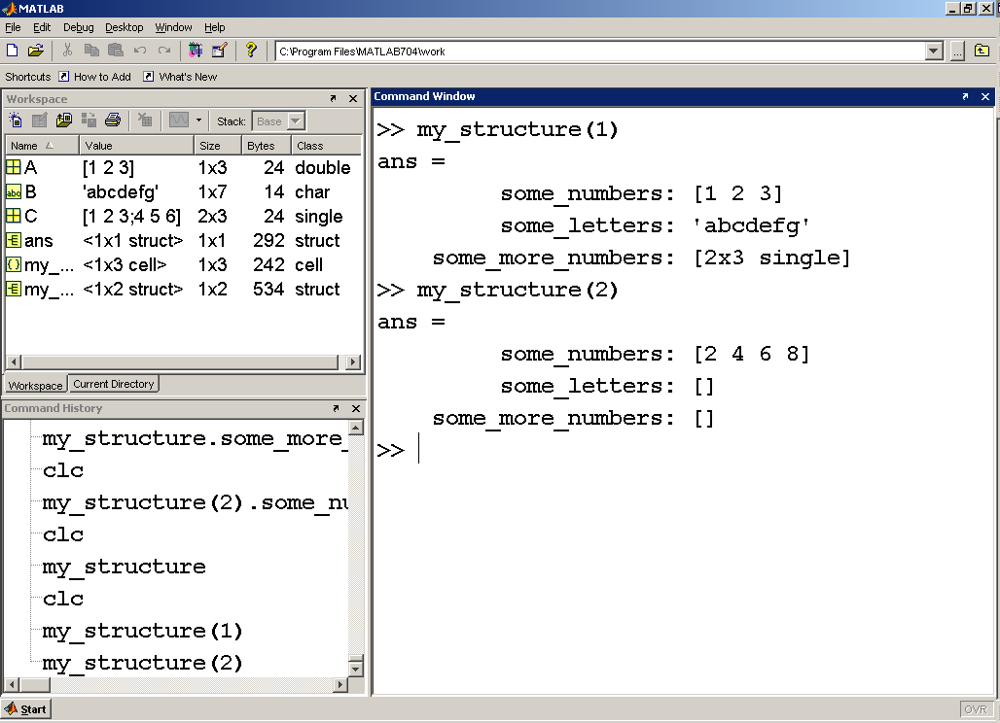 MATLAB
File Edit Debug Desktop Window Help
C:\Program Files\MATLAB704\work
...
Shortcuts How to Add What's New
Workspace
Stack: Base
Name Value Size Bytes Class
A [1 2 3] 1x3 24 double
abc B 'abcdefg' 1x7 14 char
C [1 2 3;4 5 6] 2x3 24 single
ans <1x1 struct> 1x1 292 struct
{} my_... <1x3 cell> 1x3 242 cell
my_... <1x2 struct> 1x2 534 struct
Workspace Current Directory
Command History
my_structure.some_more_
clc
my_structure(2).some_nu
clc
my_structure
clc
my_structure(1)
my_structure(2)
Command Window
>> my_structure(1)
ans =
some_numbers: [1 2 3]
some_letters: 'abcdefg'
some_more_numbers: [2x3 single]
>> my_structure(2)
ans =
some_numbers: [2 4 6 8]
some_letters: []
some_more_numbers: []
>>
Start
OVR